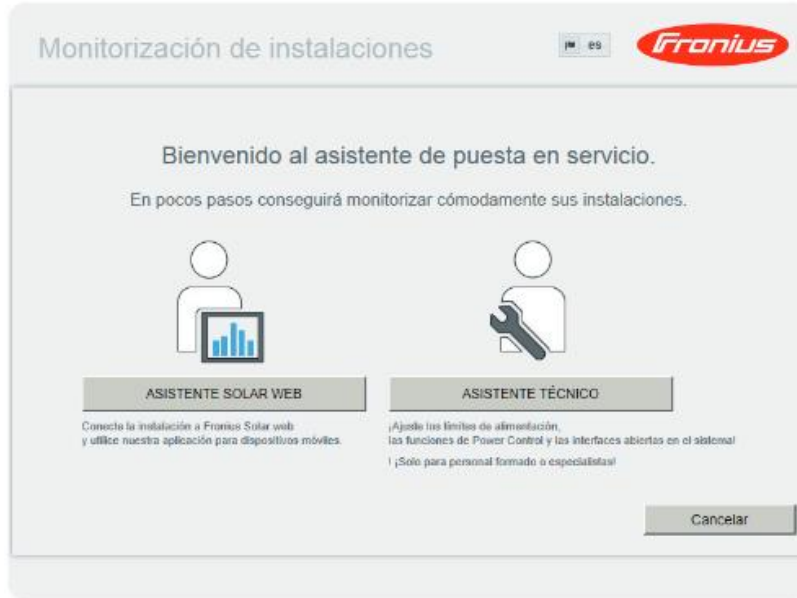 Monitorización de instalaciones
es
Fronius
Bienvenido al asistente de puesta en servicio.
En pocos pasos conseguirá monitorizar cómodamente sus instalaciones.
ASISTENTE SOLAR WEB
ASISTENTE TÉCNICO
Conecte la instalación a Fronius Solar web
y utilice nuestra aplicación para dispositivos móviles.
¡Ajuste los límites de alimentación,
las funciones de Power Control y las interfaces abiertas en el sistema!
! ¡Solo para personal formado o especialistas!
Cancelar